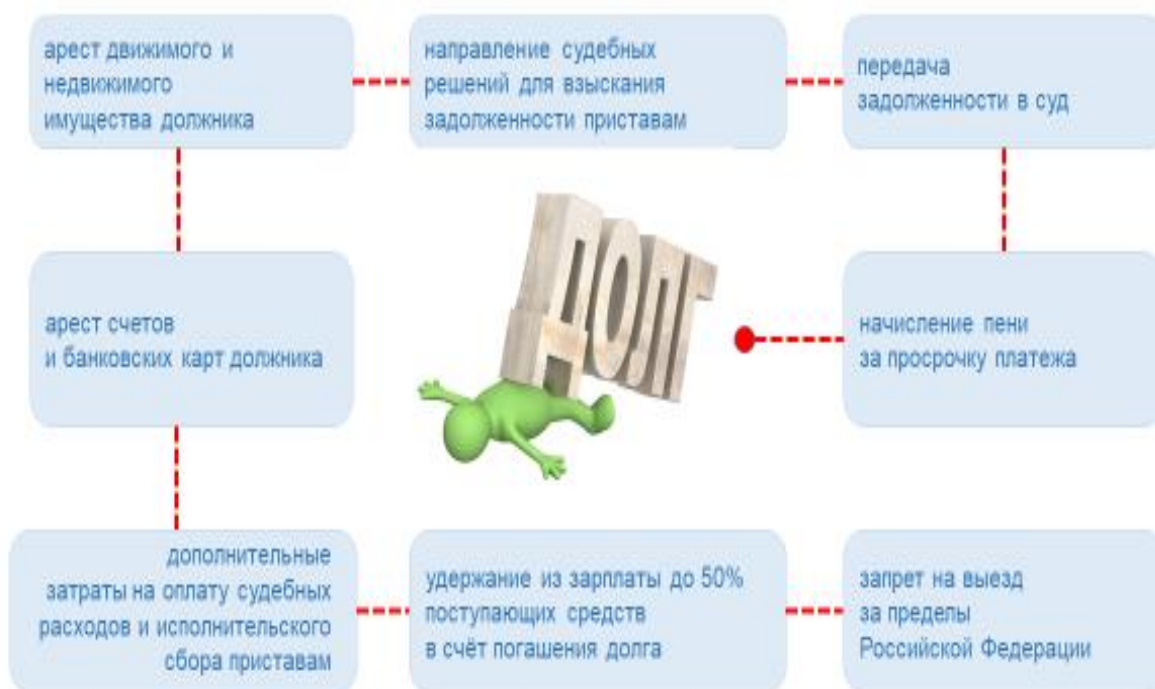 арест движимого и
недвижимого
имущества должника
направление судебных
решений для взыскания
задолженности приставам
передача
задолженности в суд
ДОЛГ
арест счетов
и банковских карт должника
начисление пени
за просрочку платежа
дополнительные
затраты на оплату судебных
расходов и исполнительского
сбора приставам
удержание из зарплаты до 50%
поступающих средств
в счёт погашения долга
запрет на выезд
за пределы
Российской Федерации